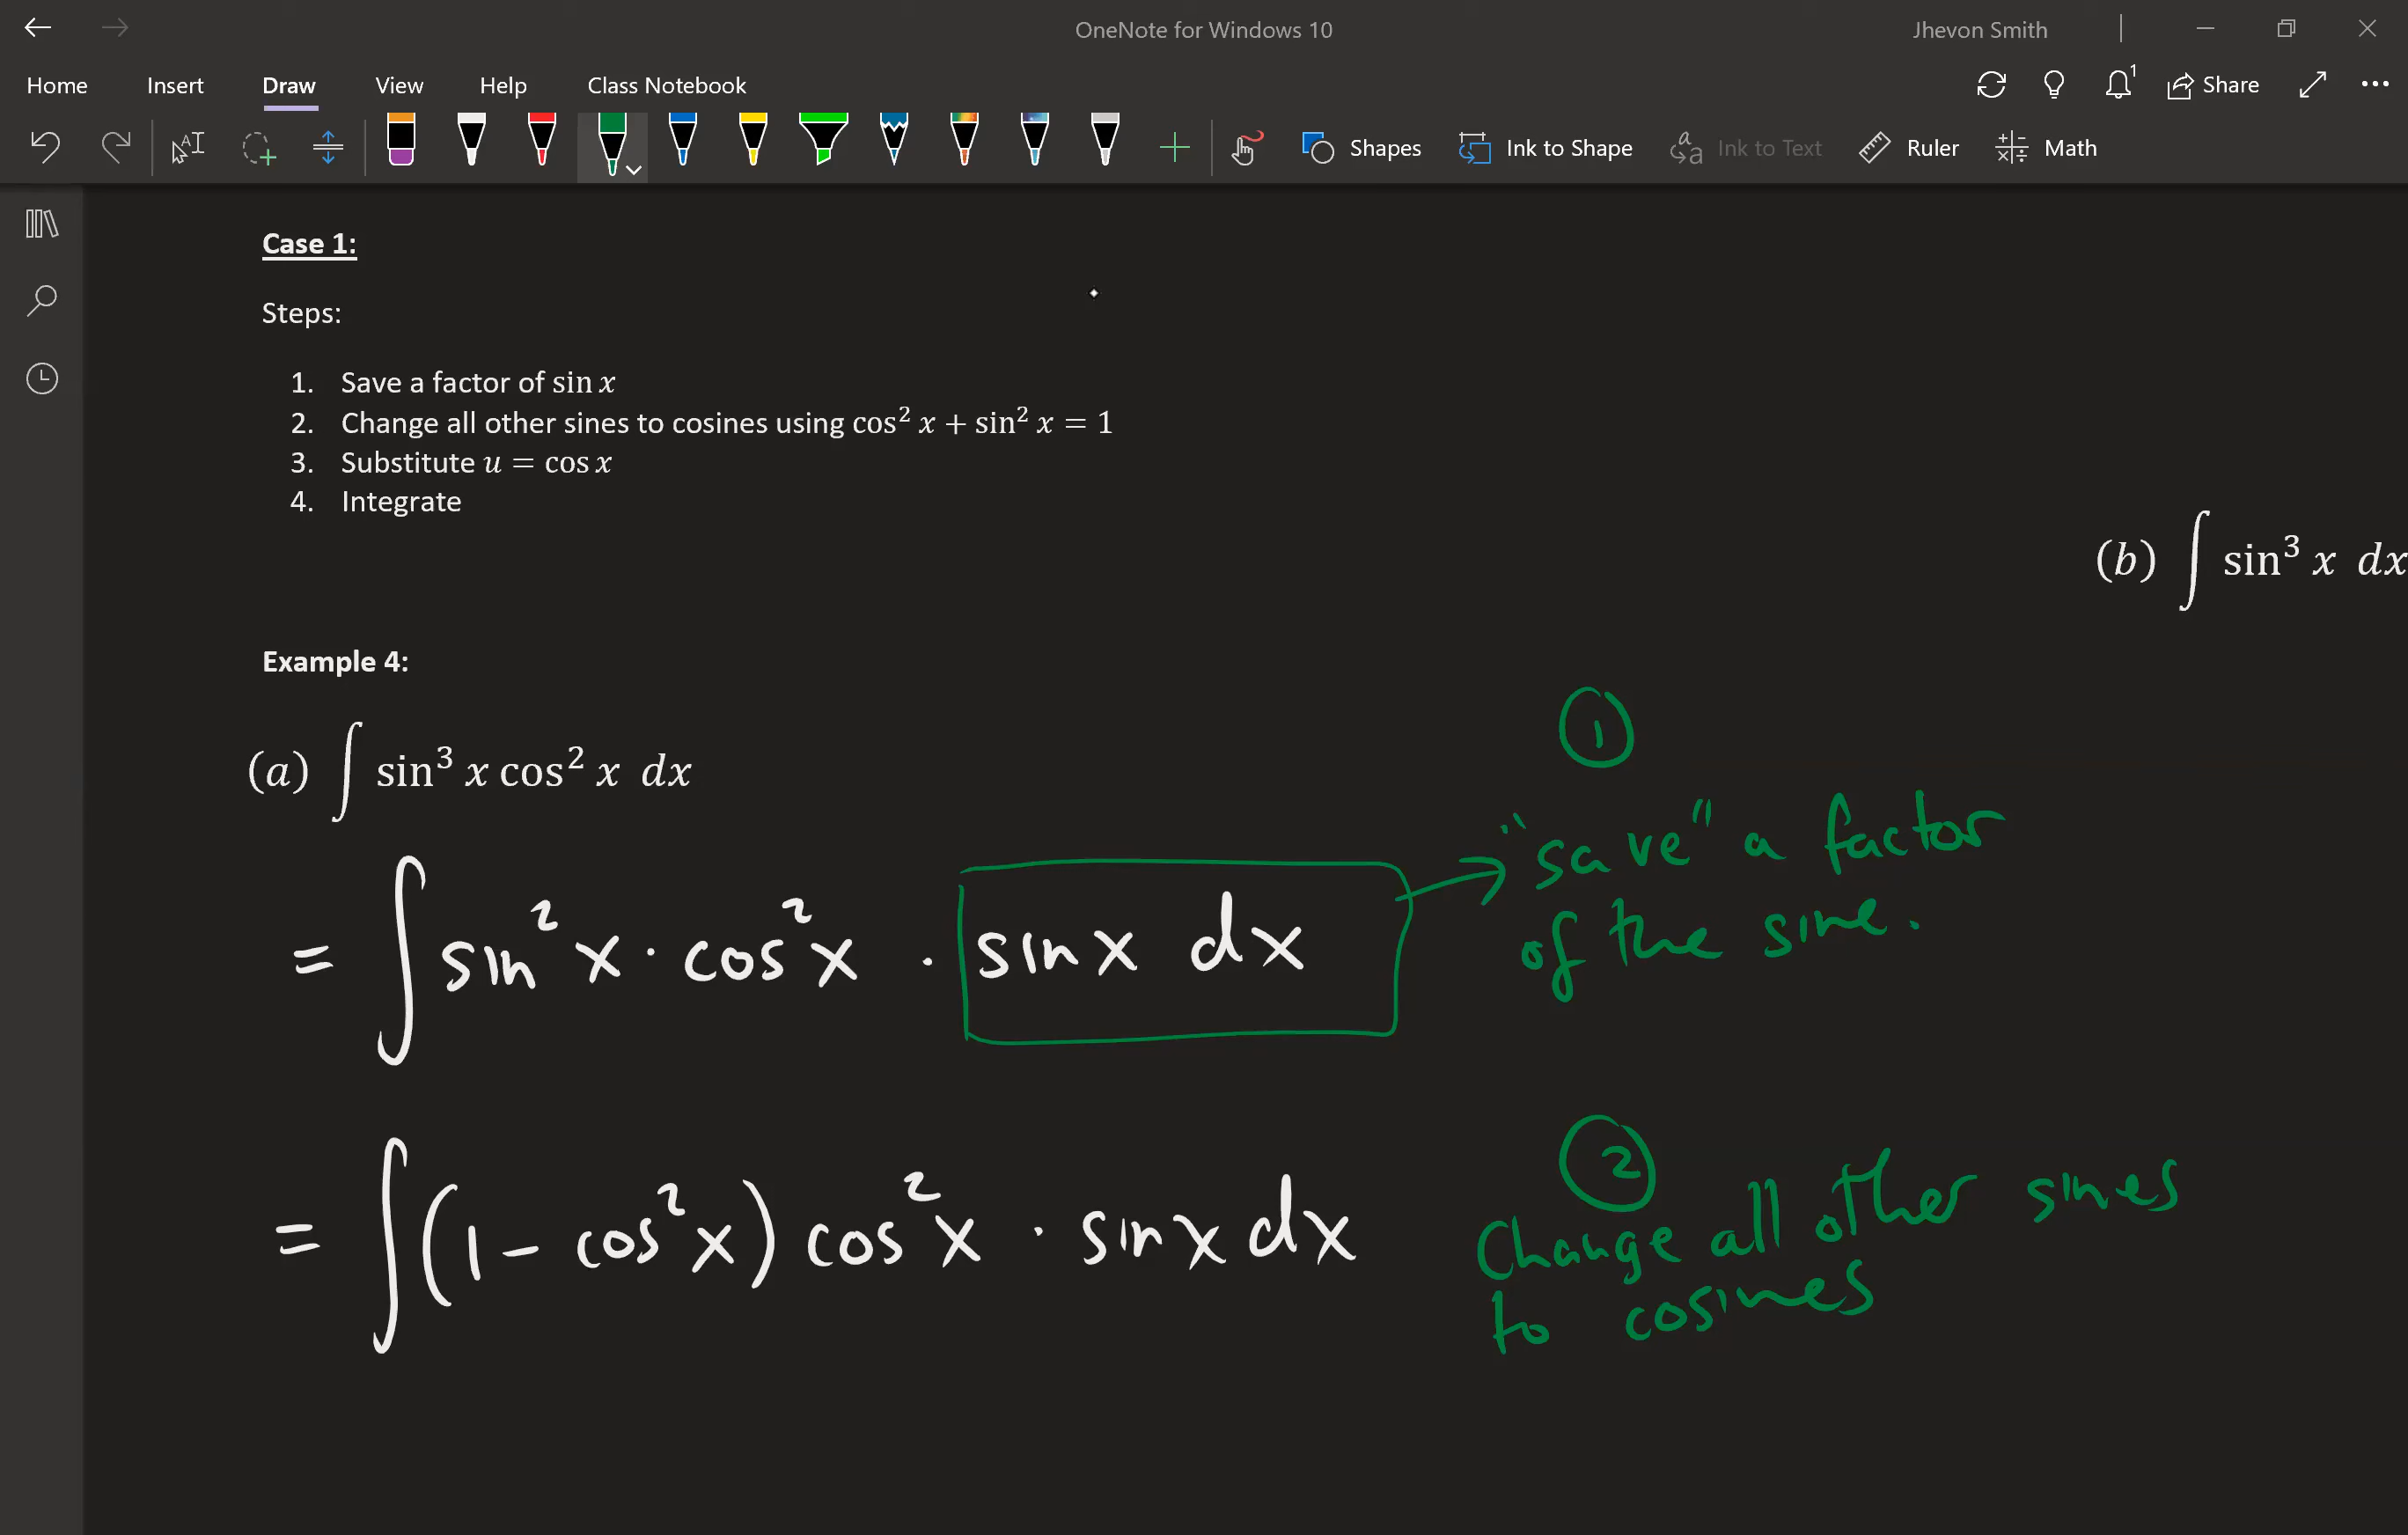 OneNote for Windows 10
Jhevon Smith
Home Insert Draw View Help Class Notebook
1
Share
Shapes Ink to Shape Ink to Text Ruler Math
Case 1:
Steps:
1. Save a factor of sin x
2. Change all other sines to cosines using cos² x + sin² x = 1
3. Substitute u = cos x
4. Integrate
(b) ∫ sin³ x dx
Example 4:
(a) ∫ sin³ x cos² x dx
①
"save" a factor
of the sine.
= ∫ sin² x · cos² x · sin x dx
②
Change all other sines
to cosines
= ∫ (1 − cos² x) cos² x · sin x dx